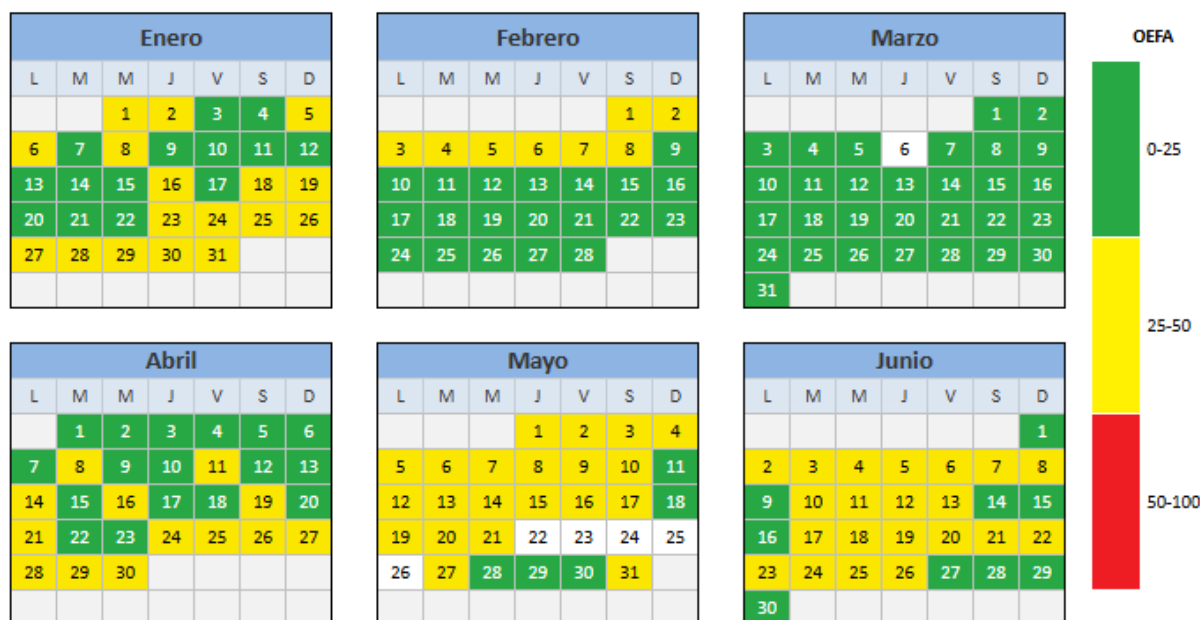 Enero Febrero Marzo OEFA
L M M J V S D L M M J V S D L M M J V S D
1 2 3 4 5 1 2 1 2
6 7 8 9 10 11 12 3 4 5 6 7 8 9 3 4 5 6 7 8 9 0-25
13 14 15 16 17 18 19 10 11 12 13 14 15 16 10 11 12 13 14 15 16
20 21 22 23 24 25 26 17 18 19 20 21 22 23 17 18 19 20 21 22 23
27 28 29 30 31 24 25 26 27 28 24 25 26 27 28 29 30
31
25-50
Abril Mayo Junio
L M M J V S D L M M J V S D L M M J V S D
1 2 3 4 5 6 1 2 3 4 1
7 8 9 10 11 12 13 5 6 7 8 9 10 11 2 3 4 5 6 7 8
14 15 16 17 18 19 20 12 13 14 15 16 17 18 9 10 11 12 13 14 15 50-100
21 22 23 24 25 26 27 19 20 21 22 23 24 25 16 17 18 19 20 21 22
28 29 30 26 27 28 29 30 31 23 24 25 26 27 28 29
30